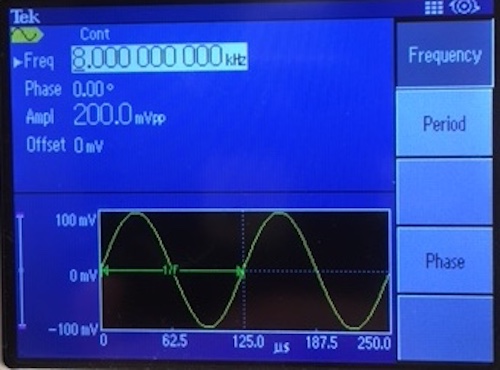 Tek
Cont
Freq 8.000 000 000 kHz
Phase 0.00 °
Ampl 200.0 mVpp
Offset 0 mV
Frequency
Period
Phase
100 mV
0 mV
-100 mV
1/F
0 62.5 125.0 µs 187.5 250.0